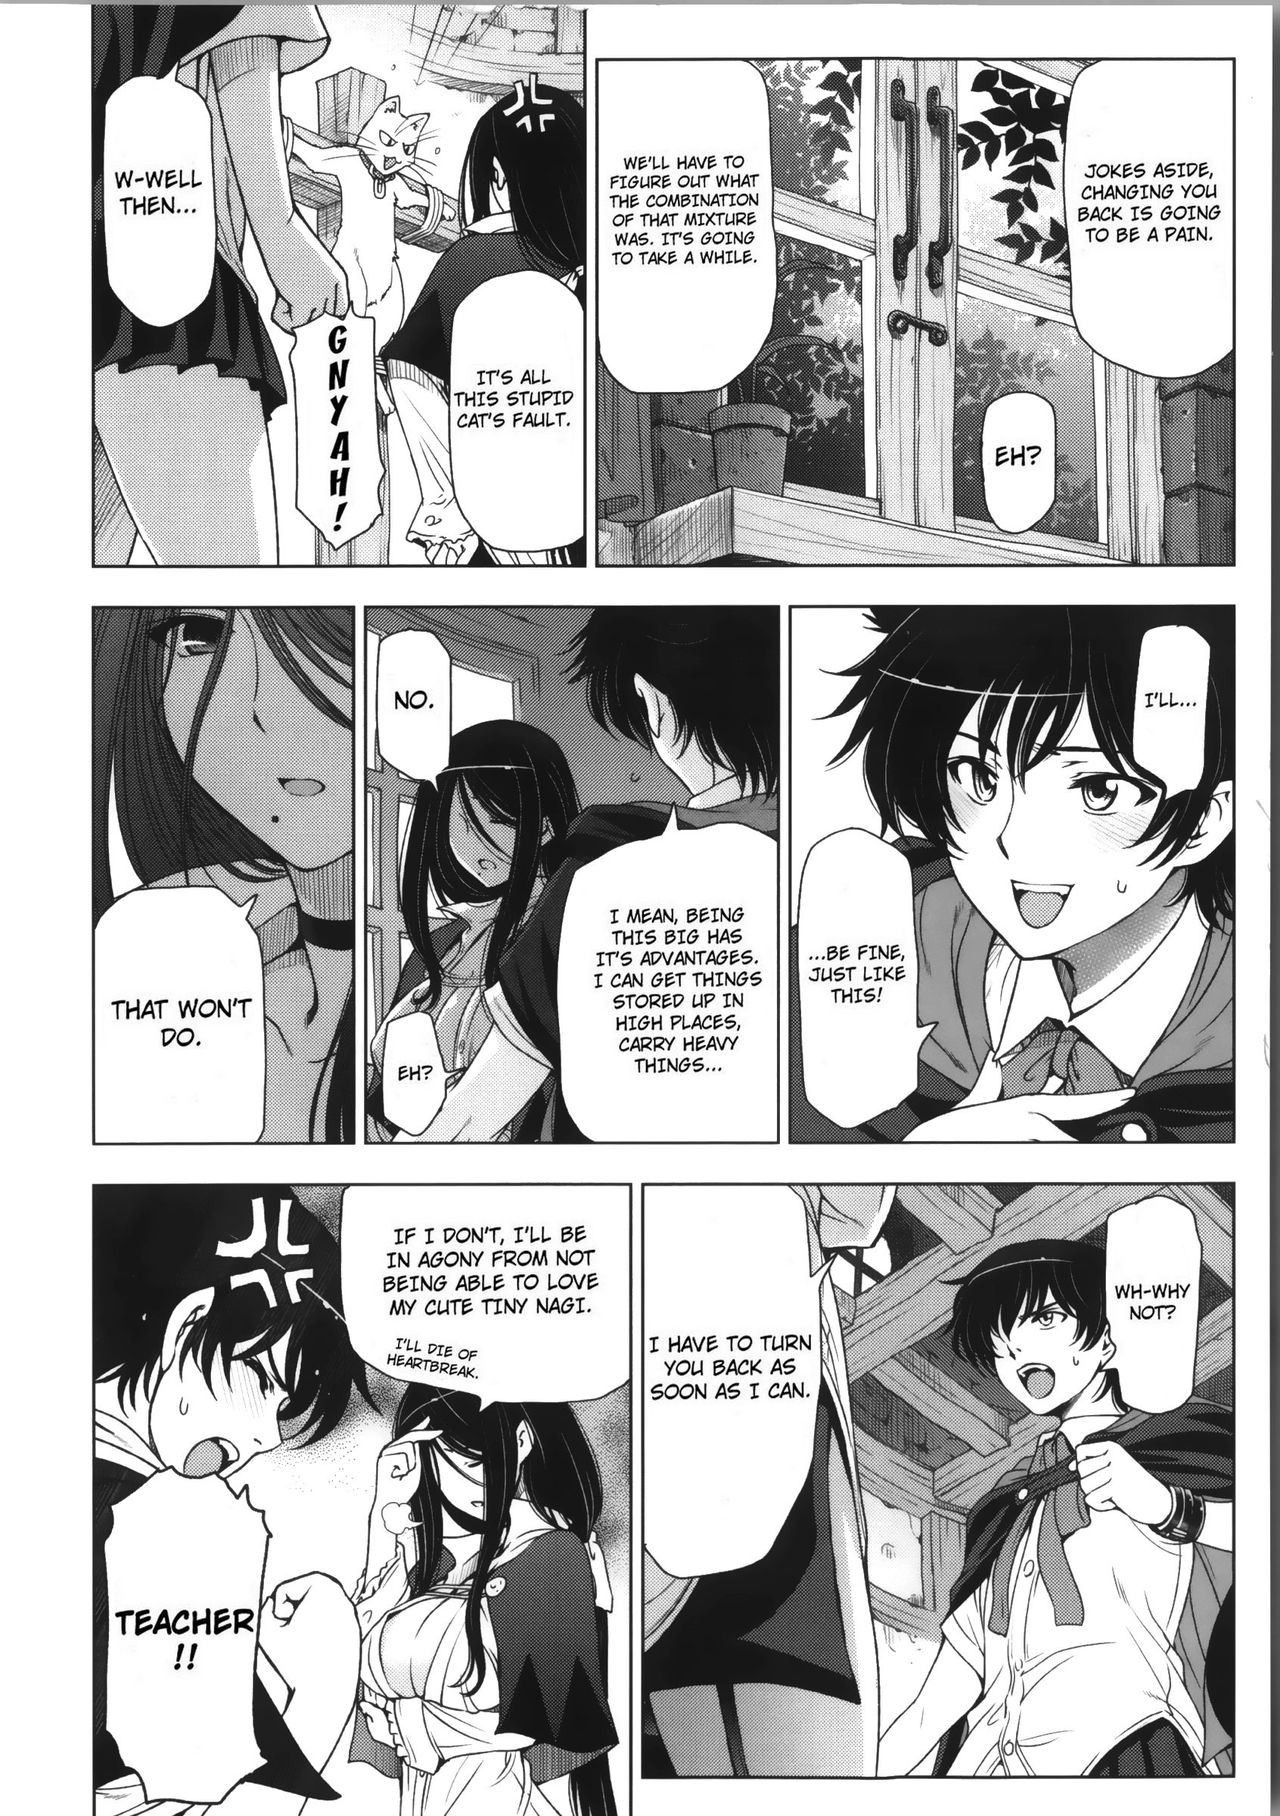 JOKES ASIDE,
CHANGING YOU
BACK IS GOING
TO BE A PAIN.
WE'LL HAVE TO
FIGURE OUT WHAT
THE COMBINATION
OF THAT MIXTURE
WAS. IT'S GOING
TO TAKE A WHILE.
EH?
IT'S ALL
THIS STUPID
CAT'S FAULT.
GNYAH!
W-WELL
THEN...
I'LL...
...BE FINE,
JUST LIKE
THIS!
I MEAN, BEING
THIS BIG HAS
IT'S ADVANTAGES.
I CAN GET THINGS
STORED UP IN
HIGH PLACES,
CARRY HEAVY
THINGS...
NO.
EH?
THAT WON'T
DO.
WH-WHY
NOT?
I HAVE TO TURN
YOU BACK AS
SOON AS I CAN.
IF I DON'T, I'LL BE
IN AGONY FROM NOT
BEING ABLE TO LOVE
MY CUTE TINY NAGI.
I'LL DIE OF
HEARTBREAK.
TEACHER
!!